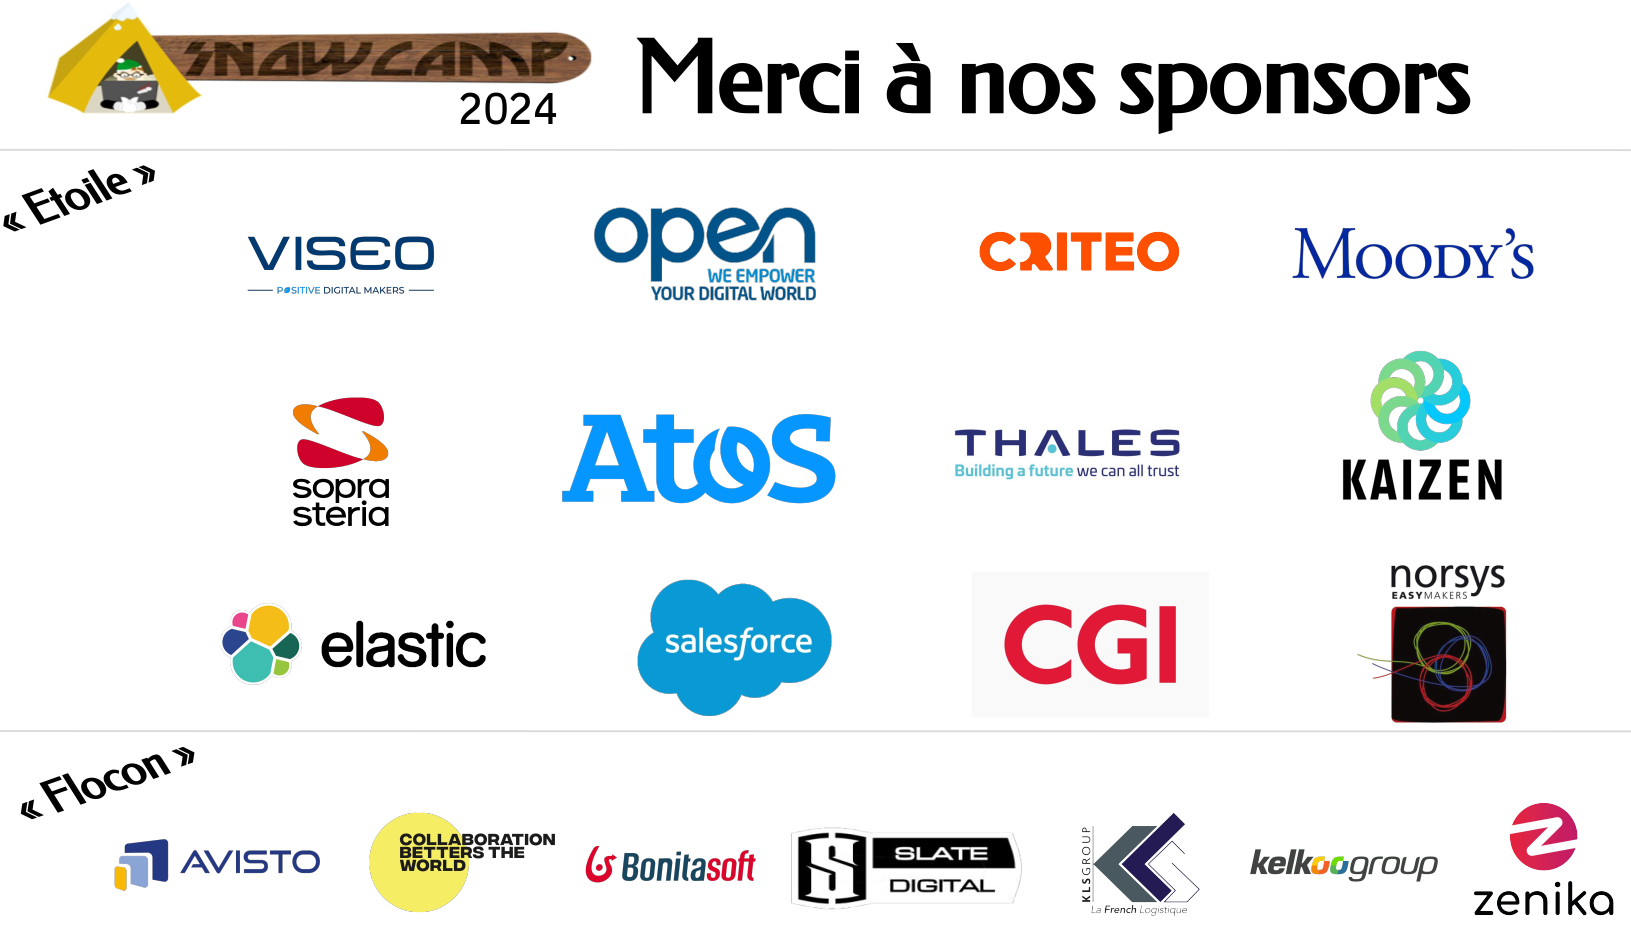 SNOWCAMP
2024
Merci à nos sponsors
« Etoile »
VISEO
POSITIVE DIGITAL MAKERS
open
WE EMPOWER
YOUR DIGITAL WORLD
CRITEO
MOODY'S
sopra
steria
Atos
THALES
Building a future we can all trust
KAIZEN
elastic
salesforce
CGI
norsys
EASYMAKERS
« Flocon »
AVISTO
COLLABORATION
BETTERS THE
WORLD
Bonitasoft
S
SLATE
DIGITAL
KLSGROUP
La French Logistique
kelkoogroup
zenika